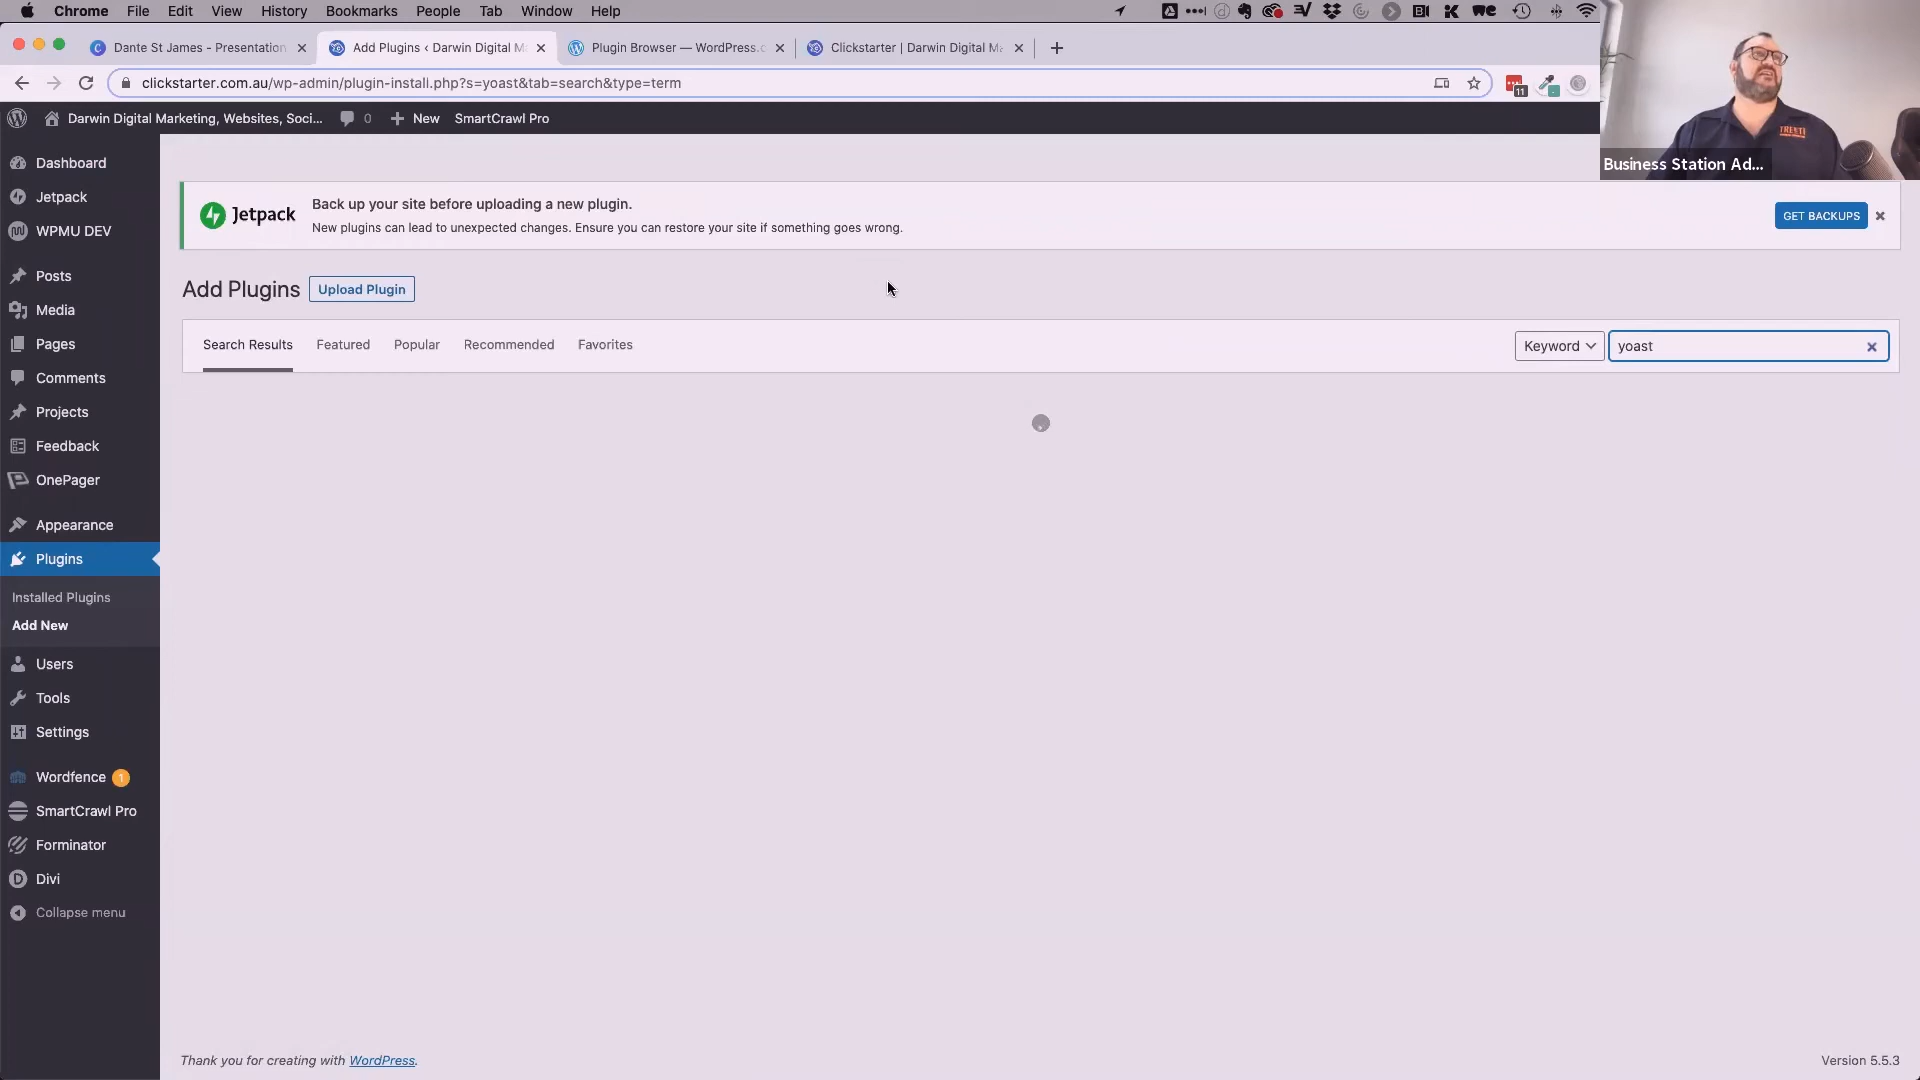 Chrome File Edit View History Bookmarks People Tab Window Help
Dante St James - Presentation
Add Plugins ‹ Darwin Digital M
Plugin Browser — WordPress.c
Clickstarter | Darwin Digital Ma
clickstarter.com.au/wp-admin/plugin-install.php?s=yoast&tab=search&type=term
11
Darwin Digital Marketing, Websites, Soci... 0 New SmartCrawl Pro
TREETI
Business Station Ad...
Dashboard
Jetpack
WPMU DEV
Posts
Media
Pages
Comments
Projects
Feedback
OnePager
Appearance
Plugins
Installed Plugins
Add New
Users
Tools
Settings
Wordfence 1
SmartCrawl Pro
Forminator
Divi
Collapse menu
Jetpack
Back up your site before uploading a new plugin.
New plugins can lead to unexpected changes. Ensure you can restore your site if something goes wrong.
GET BACKUPS
Add Plugins Upload Plugin
Search Results Featured Popular Recommended Favorites
Keyword yoast
Thank you for creating with WordPress.
Version 5.5.3